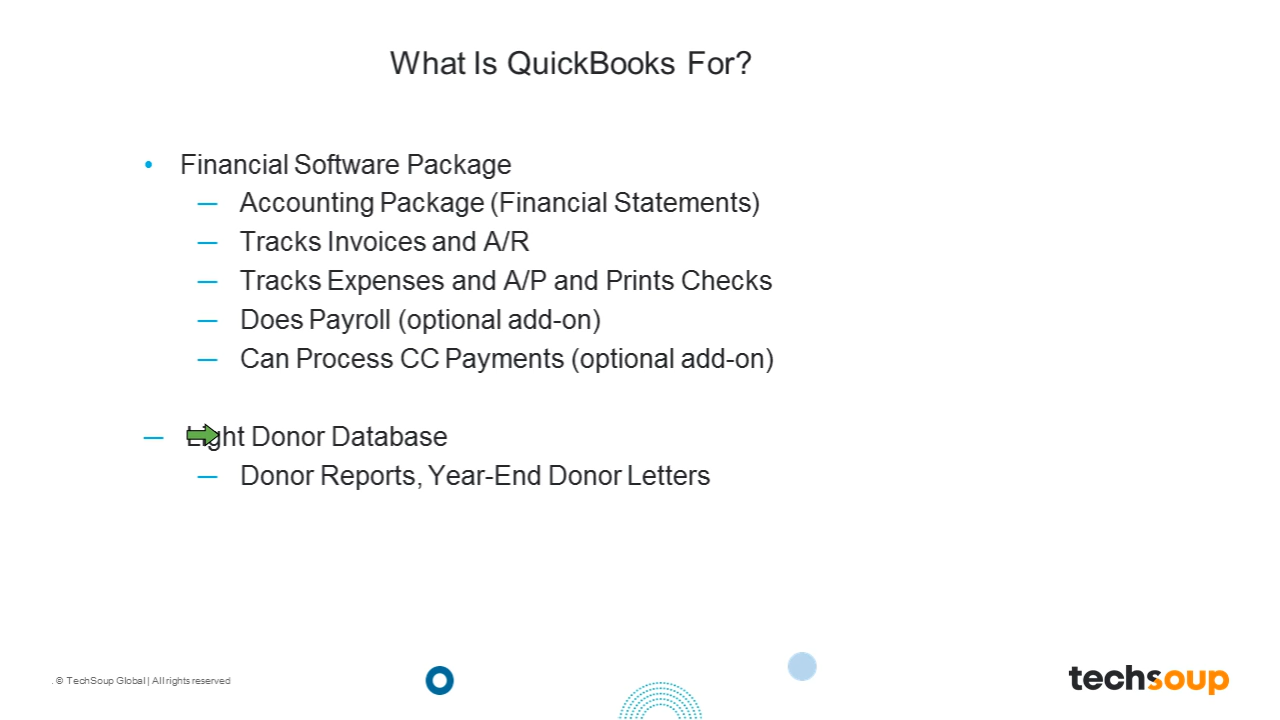 What Is QuickBooks For?
• Financial Software Package
— Accounting Package (Financial Statements)
— Tracks Invoices and A/R
— Tracks Expenses and A/P and Prints Checks
— Does Payroll (optional add-on)
— Can Process CC Payments (optional add-on)
— Light Donor Database
— Donor Reports, Year-End Donor Letters
. © TechSoup Global | All rights reserved
techsoup